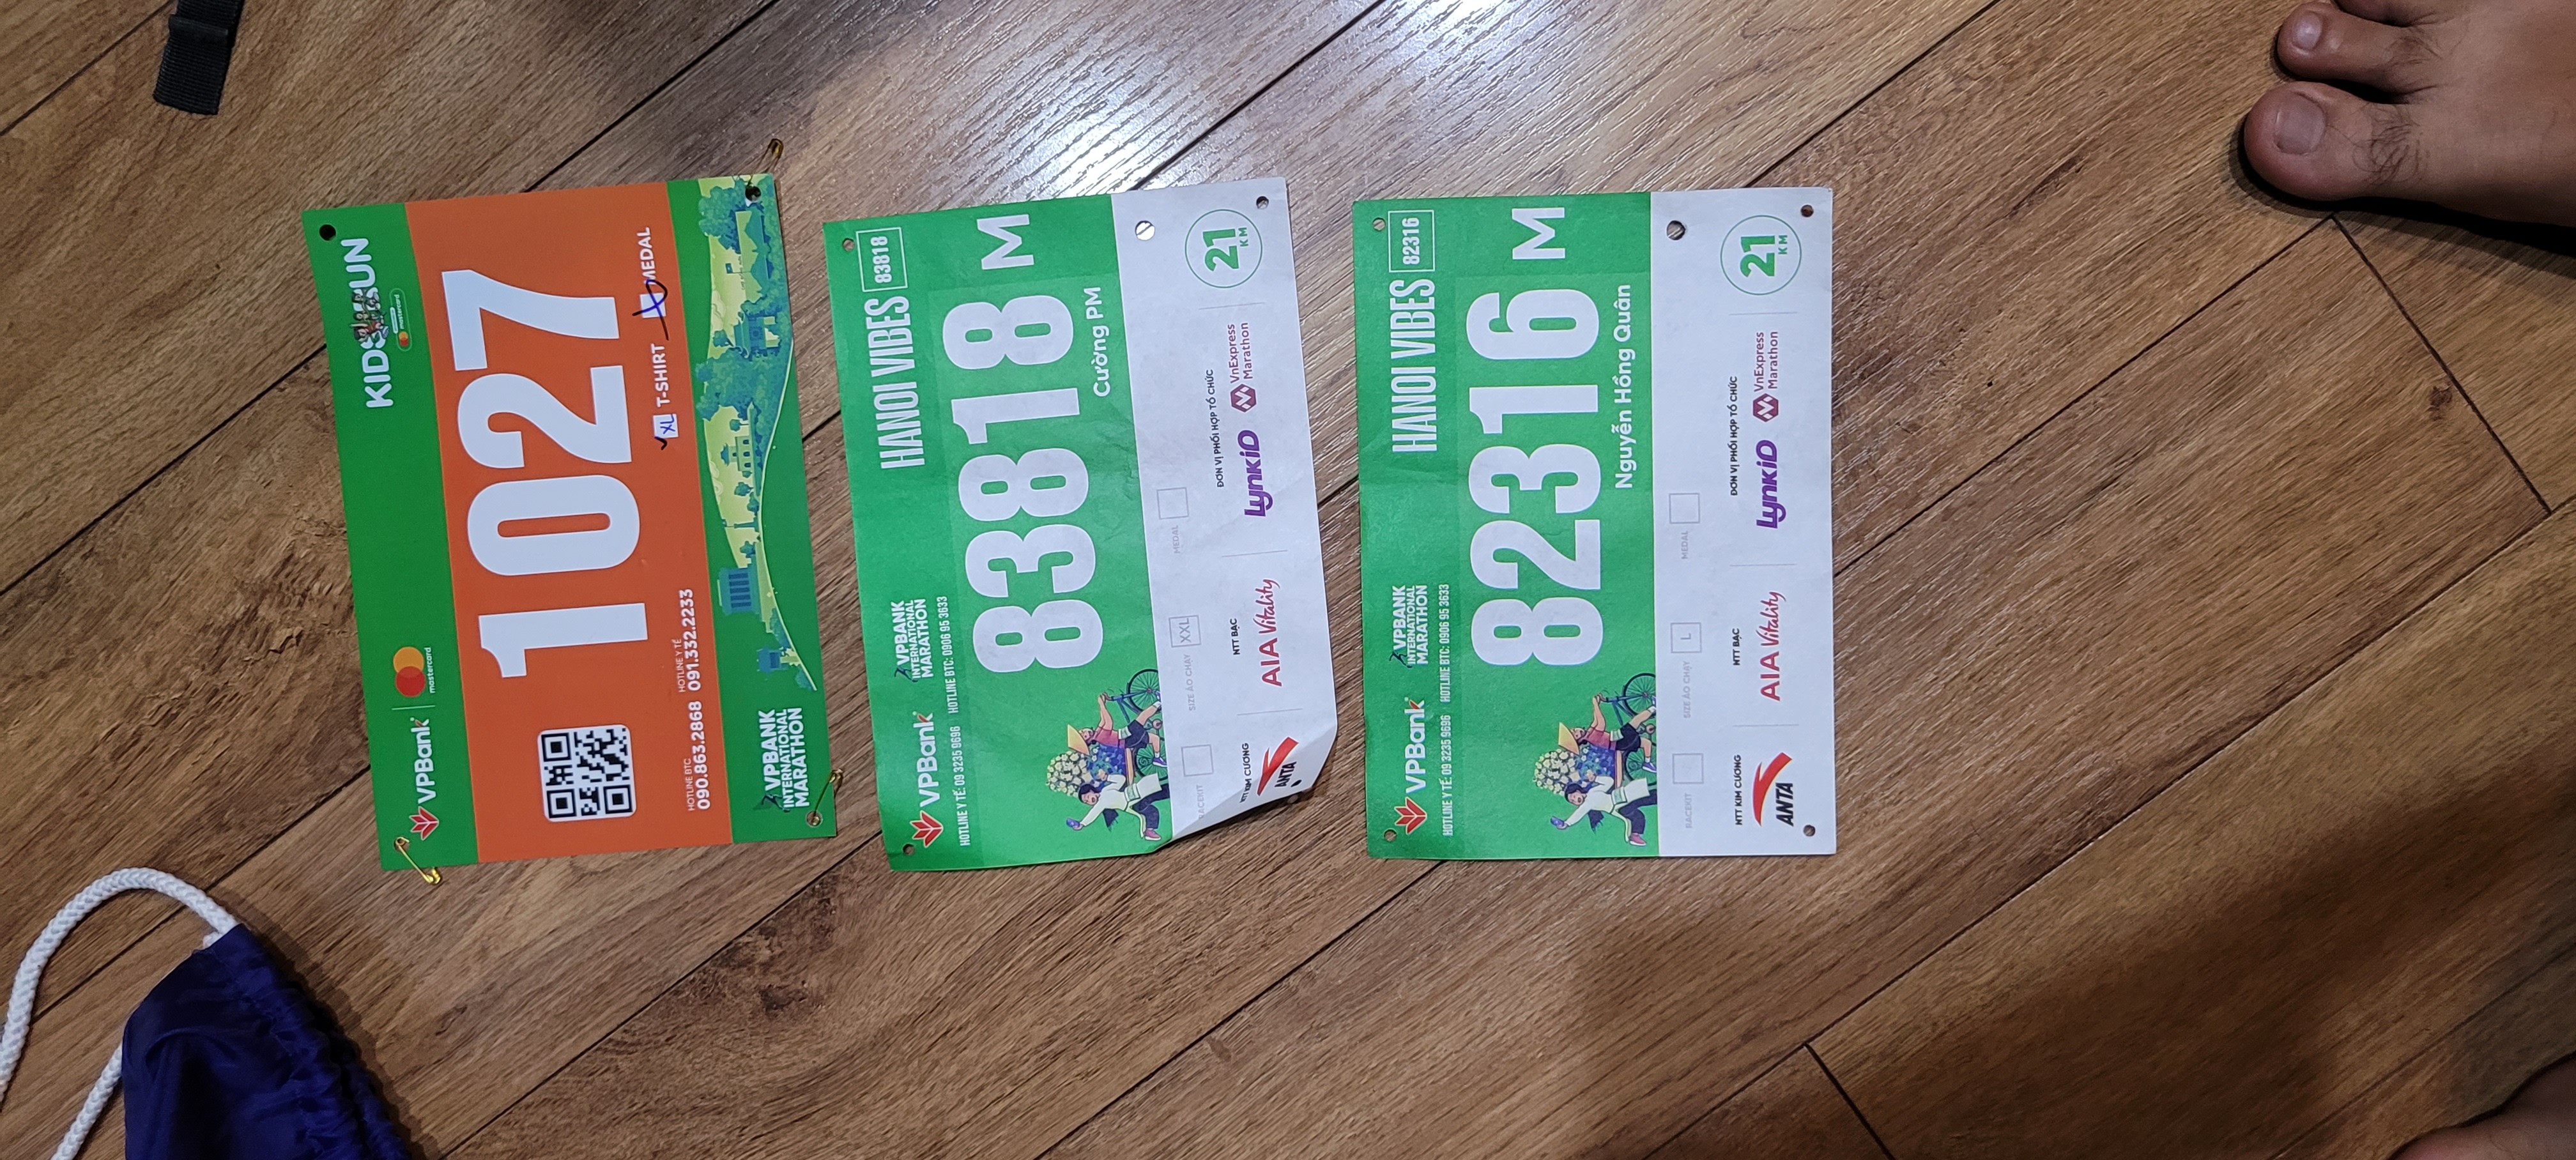 VPBank mastercard KIDS RUN
mastercard
1027
XL T-SHIRT MEDAL
HOTLINE BTC HOTLINE Y TẾ
090.863.2868 091.332.2233
VPBANK
INTERNATIONAL
MARATHON
VPBank VPBANK INTERNATIONAL MARATHON HANOI VIBES 83818
HOTLINE Y TẾ: 09 3235 9696 HOTLINE BTC: 0906 95 3633
83818 M
Cường PM
RACEKIT SIZE ÁO CHẠY XXL MEDAL
NTT KIM CƯƠNG NTT BẠC ĐƠN VỊ PHỐI HỢP TỔ CHỨC
ANTA AIA Vitality LynkiD VnExpress Marathon 21 KM
VPBank VPBANK INTERNATIONAL MARATHON HANOI VIBES 82316
HOTLINE Y TẾ: 09 3235 9696 HOTLINE BTC: 0906 95 3633
82316 M
Nguyễn Hồng Quân
RACEKIT SIZE ÁO CHẠY L MEDAL
NTT KIM CƯƠNG NTT BẠC ĐƠN VỊ PHỐI HỢP TỔ CHỨC
ANTA AIA Vitality LynkiD VnExpress Marathon 21 KM